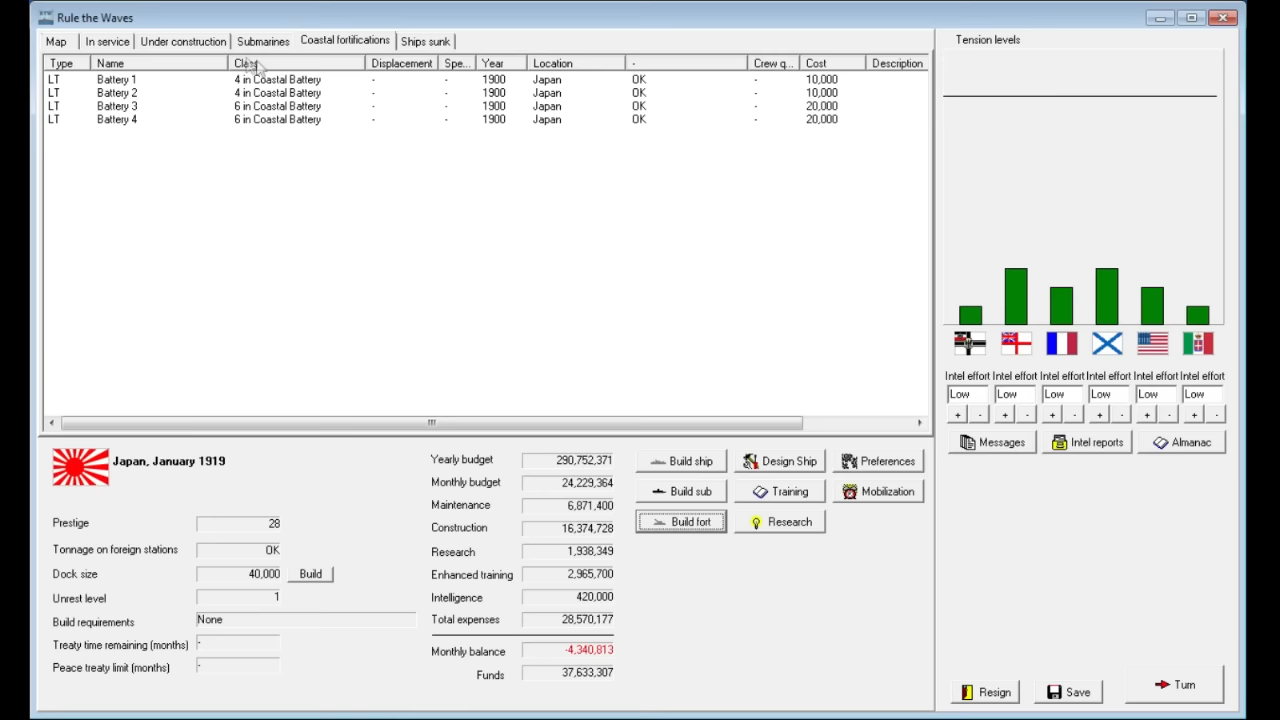 Rule the Waves
Map In service Under construction Submarines Coastal fortifications Ships sunk
Type Name Class Displacement Spe... Year Location - Crew q... Cost Description
LT Battery 1 4 in Coastal Battery - - 1900 Japan OK - 10,000
LT Battery 2 4 in Coastal Battery - - 1900 Japan OK - 10,000
LT Battery 3 6 in Coastal Battery - - 1900 Japan OK - 20,000
LT Battery 4 6 in Coastal Battery - - 1900 Japan OK - 20,000
Tension levels
Intel effort Intel effort Intel effort Intel effort Intel effort Intel effort
Low Low Low Low Low Low
+ - + - + - + - + - + -
Messages Intel reports Almanac
Japan, January 1919
Prestige 28
Tonnage on foreign stations OK
Dock size 40,000 Build
Unrest level 1
Build requirements None
Treaty time remaining (months) -
Peace treaty limit (months) -
Yearly budget 290,752,371
Monthly budget 24,229,364
Maintenance 6,871,400
Construction 16,374,728
Research 1,938,349
Enhanced training 2,965,700
Intelligence 420,000
Total expenses 28,570,177
Monthly balance -4,340,813
Funds 37,633,307
Build ship Design Ship Preferences
Build sub Training Mobilization
Build fort Research
Resign Save Turn